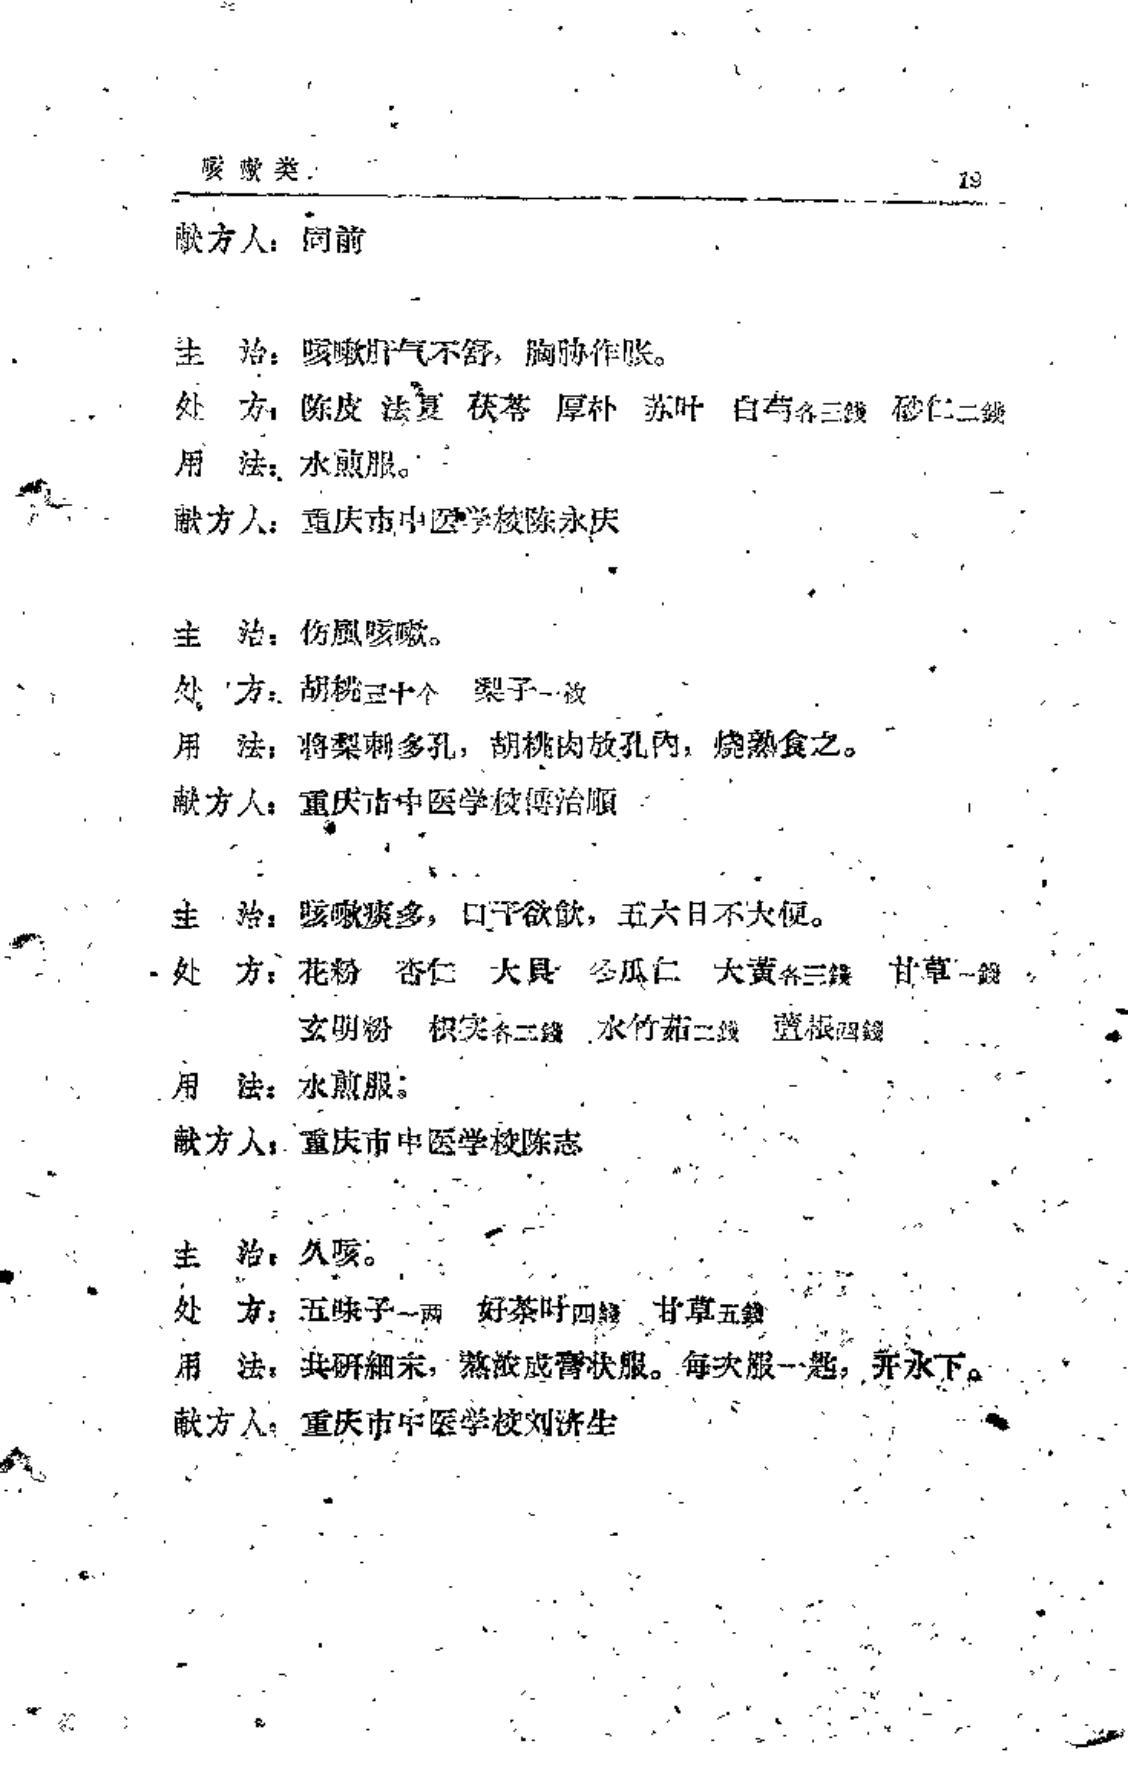 咳嗽类
19
献方人：同前
主　治：咳嗽肝气不舒，胸胁作胀。
处　方：陈皮　法夏　茯苓　厚朴　苏叶　白芍各三錢　砂仁二錢
用　法：水煎服。
献方人：重庆市中医学校陈永庆
主　治：伤風咳嗽。
处　方：胡桃三十个　梨子一枚
用　法：將梨刺多孔，胡桃肉放孔內，烧熟食之。
献方人：重庆市中医学校傅治順
主　治：咳嗽痰多，口干欲飲，五六日不大便。
处　方：花粉　杏仁　大貝　冬瓜仁　大黃各三錢　甘草一錢
玄明粉　枳实各二錢　水竹茹二錢　芦根四錢
用　法：水煎服。
献方人：重庆市中医学校陈志
主　治：久咳。
处　方：五味子一两　好茶叶四錢　甘草五錢
用　法：共研細末，熬浓成膏状服。每次服一匙，开水下。
献方人：重庆市中医学校刘济生